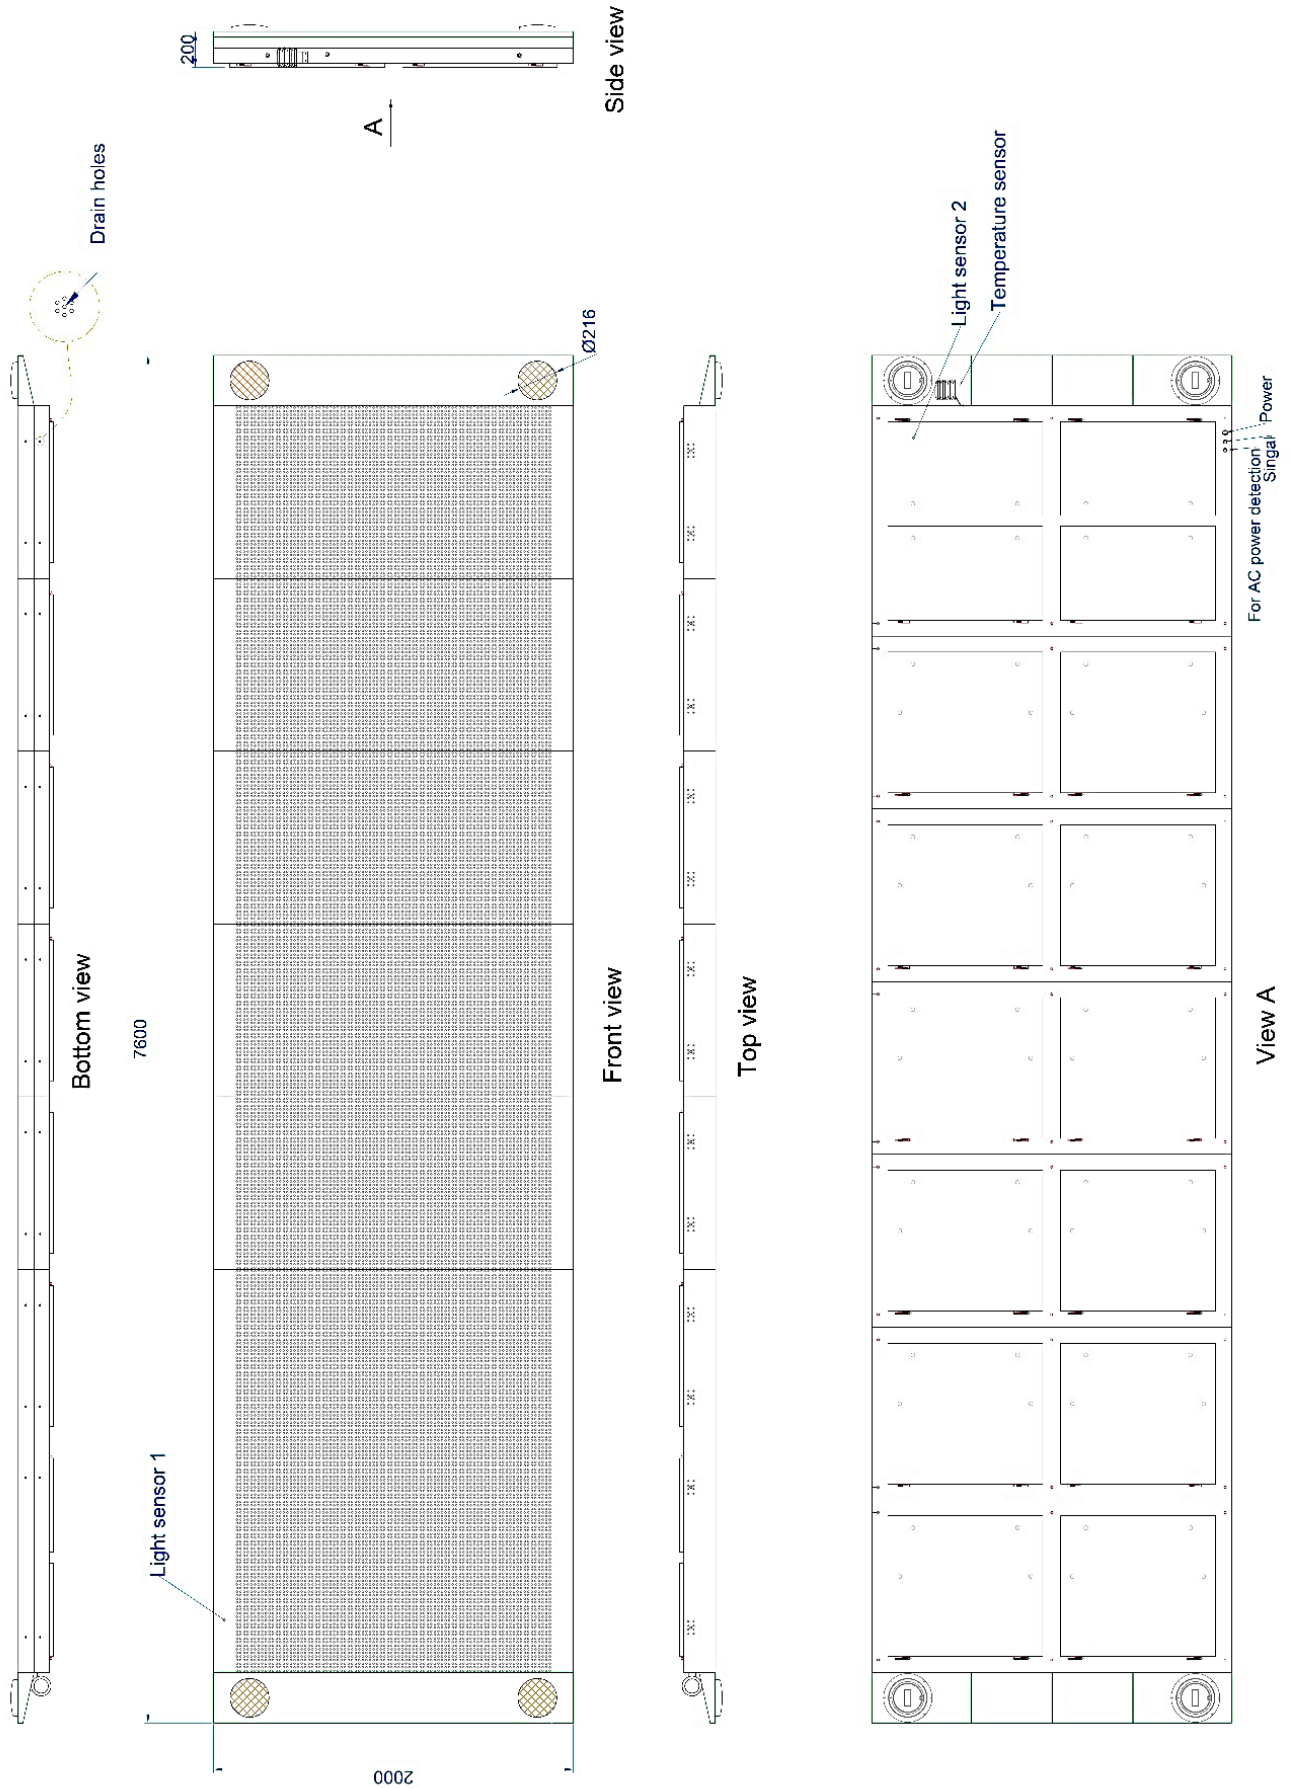 Drain holes
Bottom view
7600
Light sensor 1
200
A
Side view
Ø216
Front view
2000
Top view
Light sensor 2
Temperature sensor
Power
Singal
For AC power detection
View A